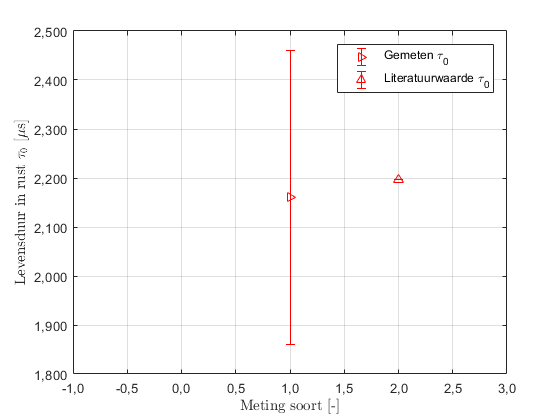 2,500
2,400
2,300
2,200
2,100
2,000
1,900
1,800
Levensduur in rust τ₀ [μs]
Gemeten τ₀
Literatuurwaarde τ₀
-1,0 -0,5 0,0 0,5 1,0 1,5 2,0 2,5 3,0
Meting soort [-]